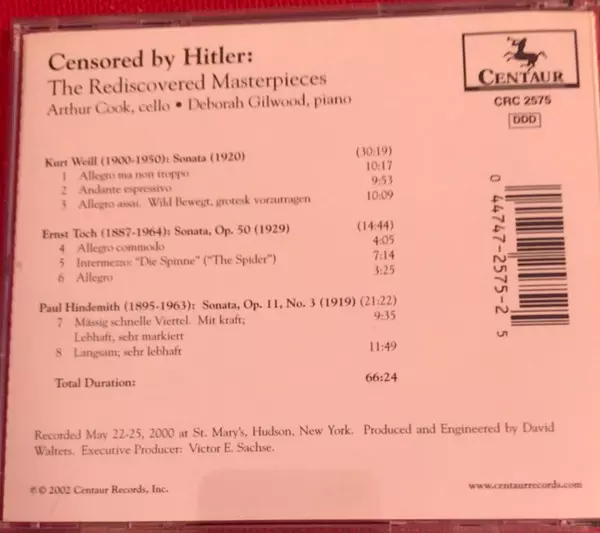 Censored by Hitler:
The Rediscovered Masterpieces
Arthur Cook, cello • Deborah Gilwood, piano
CENTAUR
CRC 2575
DDD
Kurt Weill (1900-1950): Sonata (1920) (30:19)
1 Allegro ma non troppo 10:17
2 Andante espressivo 9:53
3 Allegro assai. Wild Bewegt, grotesk vorzutragen 10:09
Ernst Toch (1887-1964): Sonata, Op. 50 (1929) (14:44)
4 Allegro commodo 4:05
5 Intermezzo: "Die Spinne" ("The Spider") 7:14
6 Allegro 3:25
Paul Hindemith (1895-1963): Sonata, Op. 11, No. 3 (1919) (21:22)
7 Mässig schnelle Viertel. Mit kraft; 9:35
Lebhaft, sehr markiert
8 Langsam; sehr lebhaft 11:49
Total Duration: 66:24
0 44747-2575-2 5
Recorded May 22-25, 2000 at St. Mary's, Hudson, New York. Produced and Engineered by David
Walters. Executive Producer: Victor E. Sachse.
℗ © 2002 Centaur Records, Inc.
www.centaurrecords.com